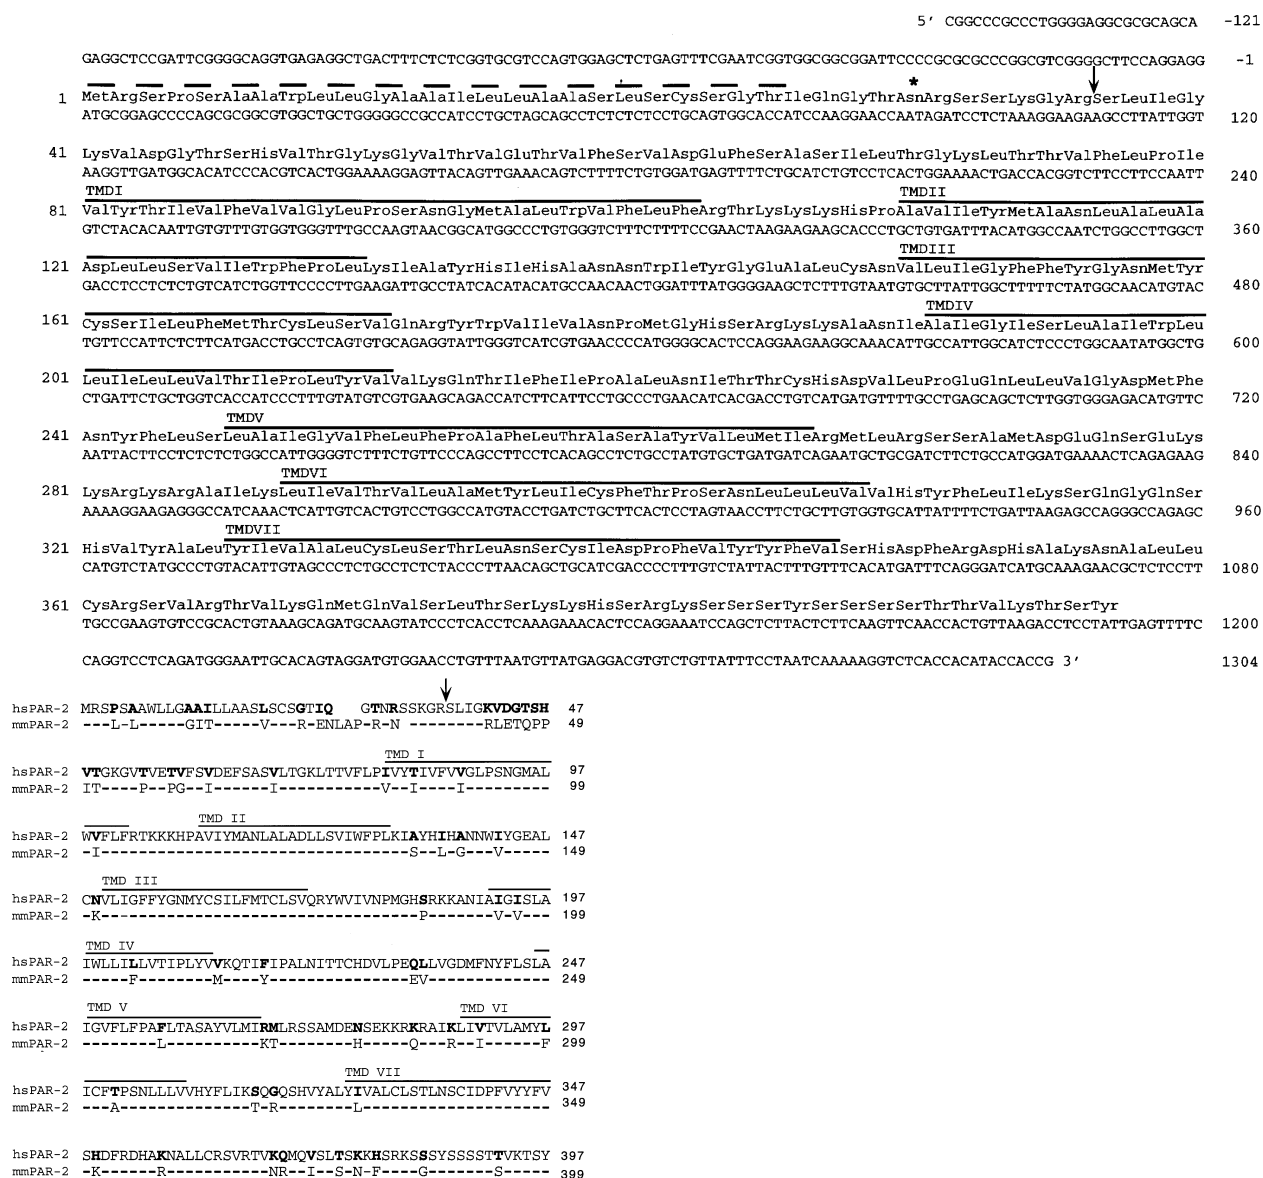 5' CGGCCCGCCCTGGGGAGGCGCGCAGCA -121
GAGGCTCCGATTCGGGGCAGGTGAGAGGCTGACTTTCTCTCGGTGCGTCCAGTGGAGCTCTGAGTTTCGAATCGGTGGCGGCGGATTCCCCGCGCGCCCGGCGTCGGGGCTTCCAGGAGG -1
*
1 MetArgSerProSerAlaAlaTrpLeuLeuGlyAlaAlaIleLeuLeuAlaAlaSerLeuSerCysSerGlyThrIleGlnGlyThrAsnArgSerSerLysGlyArgSerLeuIleGly
ATGCGGAGCCCCAGCGCGGCGTGGCTGCTGGGGGCCGCCATCCTGCTAGCAGCCTCTCTCTCCTGCAGTGGCACCATCCAAGGAACCAATAGATCCTCTAAAGGAAGAAGCCTTATTGGT 120
41 LysValAspGlyThrSerHisValThrGlyLysGlyValThrValGluThrValPheSerValAspGluPheSerAlaSerIleLeuThrGlyLysLeuThrThrValPheLeuProIle
AAGGTTGATGGCACATCCCACGTCACTGGAAAAGGAGTTACAGTTGAAACAGTCTTTTCTGTGGATGAGTTTTCTGCATCTGTCCTCACTGGAAAACTGACCACGGTCTTCCTTCCAATT 240
TMDI TMDII
81 ValTyrThrIleValPheValValGlyLeuProSerAsnGlyMetAlaLeuTrpValPheLeuPheArgThrLysLysLysHisProAlaValIleTyrMetAlaAsnLeuAlaLeuAla
GTCTACACAATTGTGTTTGTGGTGGGTTTGCCAAGTAACGGCATGGCCCTGTGGGTCTTTCTTTTCCGAACTAAGAAGAAGCACCCTGCTGTGATTTACATGGCCAATCTGGCCTTGGCT 360
TMDIII
121 AspLeuLeuSerValIleTrpPheProLeuLysIleAlaTyrHisIleHisAlaAsnAsnTrpIleTyrGlyGluAlaLeuCysAsnValLeuIleGlyPhePheTyrGlyAsnMetTyr
GACCTCCTCTCTGTCATCTGGTTCCCCTTGAAGATTGCCTATCACATACATGCCAACAACTGGATTTATGGGGAAGCTCTTTGTAATGTGCTTATTGGCTTTTTCTATGGCAACATGTAC 480
TMDIV
161 CysSerIleLeuPheMetThrCysLeuSerValGlnArgTyrTrpValIleValAsnProMetGlyHisSerArgLysLysAlaAsnIleAlaIleGlyIleSerLeuAlaIleTrpLeu
TGTTCCATTCTCTTCATGACCTGCCTCAGTGTGCAGAGGTATTGGGTCATCGTGAACCCCATGGGGCACTCCAGGAAGAAGGCAAACATTGCCATTGGCATCTCCCTGGCAATATGGCTG 600
201 LeuIleLeuLeuValThrIleProLeuTyrValValLysGlnThrIlePheIleProAlaLeuAsnIleThrThrCysHisAspValLeuProGluGlnLeuLeuValGlyAspMetPhe
CTGATTCTGCTGGTCACCATCCCTTTGTATGTCGTGAAGCAGACCATCTTCATTCCTGCCCTGAACATCACGACCTGTCATGATGTTTTGCCTGAGCAGCTCTTGGTGGGAGACATGTTC 720
TMDV
241 AsnTyrPheLeuSerLeuAlaIleGlyValPheLeuPheProAlaPheLeuThrAlaSerAlaTyrValLeuMetIleArgMetLeuArgSerSerAlaMetAspGluGlnSerGluLys
AATTACTTCCTCTCTCTGGCCATTGGGGTCTTTCTGTTCCCAGCCTTCCTCACAGCCTCTGCCTATGTGCTGATGATCAGAATGCTGCGATCTTCTGCCATGGATGAAAACTCAGAGAAG 840
TMDVI
281 LysArgLysArgAlaIleLysLeuIleValThrValLeuAlaMetTyrLeuIleCysPheThrProSerAsnLeuLeuLeuValValHisTyrPheLeuIleLysSerGlnGlyGlnSer
AAAAGGAAGAGGGCCATCAAACTCATTGTCACTGTCCTGGCCATGTACCTGATCTGCTTCACTCCTAGTAACCTTCTGCTTGTGGTGCATTATTTTCTGATTAAGAGCCAGGGCCAGAGC 960
TMDVII
321 HisValTyrAlaLeuTyrIleValAlaLeuCysLeuSerThrLeuAsnSerCysIleAspProPheValTyrTyrPheValSerHisAspPheArgAspHisAlaLysAsnAlaLeuLeu
CATGTCTATGCCCTGTACATTGTAGCCCTCTGCCTCTCTACCCTTAACAGCTGCATCGACCCCTTTGTCTATTACTTTGTTTCACATGATTTCAGGGATCATGCAAAGAACGCTCTCCTT 1080
361 CysArgSerValArgThrValLysGlnMetGlnValSerLeuThrSerLysLysHisSerArgLysSerSerSerTyrSerSerSerSerThrThrValLysThrSerTyr
TGCCGAAGTGTCCGCACTGTAAAGCAGATGCAAGTATCCCTCACCTCAAAGAAACACTCCAGGAAATCCAGCTCTTACTCTTCAAGTTCAACCACTGTTAAGACCTCCTATTGAGTTTTC 1200
CAGGTCCTCAGATGGGAATTGCACAGTAGGATGTGGAACCTGTTTAATGTTATGAGGACGTGTCTGTTATTTCCTAATCAAAAAGGTCTCACCACATACCACCG 3' 1304
hsPAR-2 MRSPSAAWLLGAAILLAASLSCSGTIQ GTNRSSKGRSLIGKVDGTSH 47
mmPAR-2 ---L-L-----GIT-----V---R-ENLAP-R-N --------RLETQPP 49
TMD I
hsPAR-2 VTGKGVTVETVFSVDEFSASVLTGKLTTVFLPIVYTIVFVVGLPSNGMAL 97
mmPAR-2 IT----P--PG--I------I-----------V--I----I--------- 99
TMD II
hsPAR-2 WVFLFRTKKKHPAVIYMANLALADLLSVIWFPLKIAYHIHANNWIYGEAL 147
mmPAR-2 -I---------------------------------S--L-G---V----- 149
TMD III
hsPAR-2 CNVLIGFFYGNMYCSILFMTCLSVQRYWVIVNPMGHSRKKANIAIGISLA 197
mmPAR-2 -K----------------------------------P-------V-V--- 199
TMD IV
hsPAR-2 IWLLILLVTIPLYVVKQTIFIPALNITTCHDVLPEQLLVGDMFNYFLSLA 247
mmPAR-2 -----F--------M----Y---------------EV------------- 249
TMD V TMD VI
hsPAR-2 IGVFLFPAFLTASAYVLMIRMLRSSAMDENSEKKRKRAIKLIVTVLAMYL 297
mmPAR-2 --------L----------KT-------H-----Q---R--I------F 299
TMD VII
hsPAR-2 ICFTPSNLLLVVHYFLIKSQGQSHVYALYIVALCLSTLNSCIDPFVYYFV 347
mmPAR-2 ---A--------------T-R--------L-------------------- 349
hsPAR-2 SHDFRDHAKNALLCRSVRTVKQMQVSLTSKKHSRKSSSYSSSSTTVKTSY 397
mmPAR-2 -K------R-----------NR--I--S-N-F----G-------S----- 399